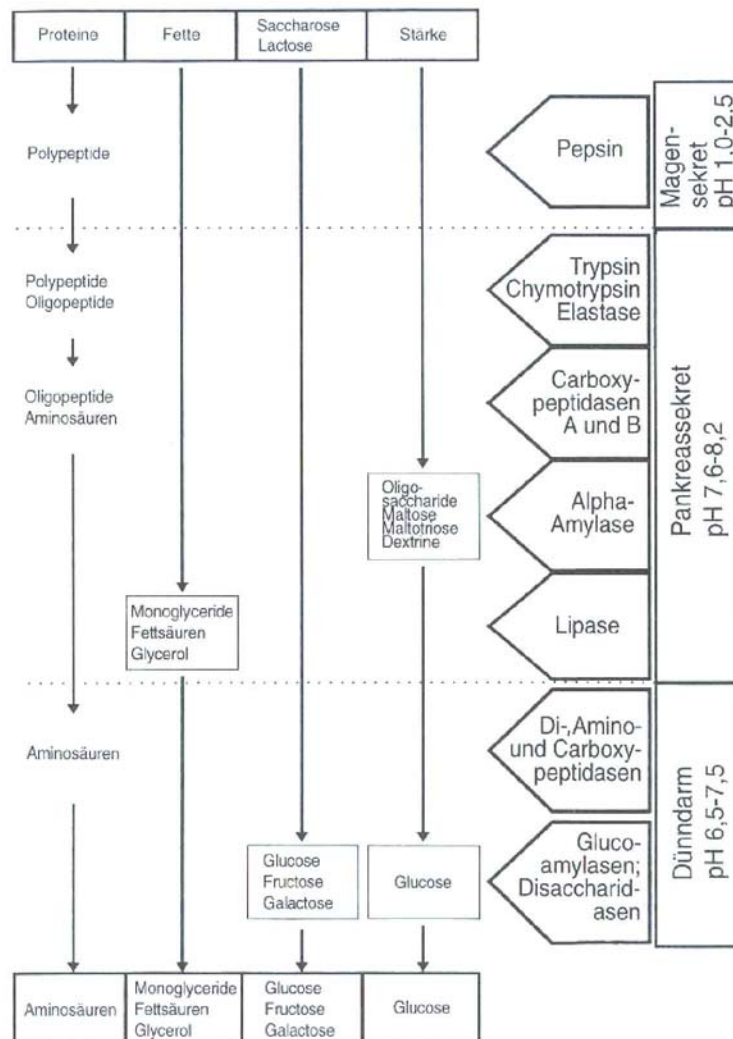 Proteine
Fette
Saccharose
Lactose
Stärke
Polypeptide
Pepsin
Magen-
sekret
pH 1,0-2,5
Polypeptide
Oligopeptide
Trypsin
Chymotrypsin
Elastase
Oligopeptide
Aminosäuren
Carboxy-
peptidasen
A und B
Oligo-
saccharide
Maltose
Maltotriose
Dextrine
Alpha-
Amylase
Monoglyceride
Fettsäuren
Glycerol
Lipase
Pankreassekret
pH 7,6-8,2
Aminosäuren
Di-,Amino-
und Carboxy-
peptidasen
Glucose
Fructose
Galactose
Glucose
Gluco-
amylasen;
Disaccharid-
asen
Dünndarm
pH 6,5-7,5
Aminosäuren
Monoglyceride
Fettsäuren
Glycerol
Glucose
Fructose
Galactose
Glucose